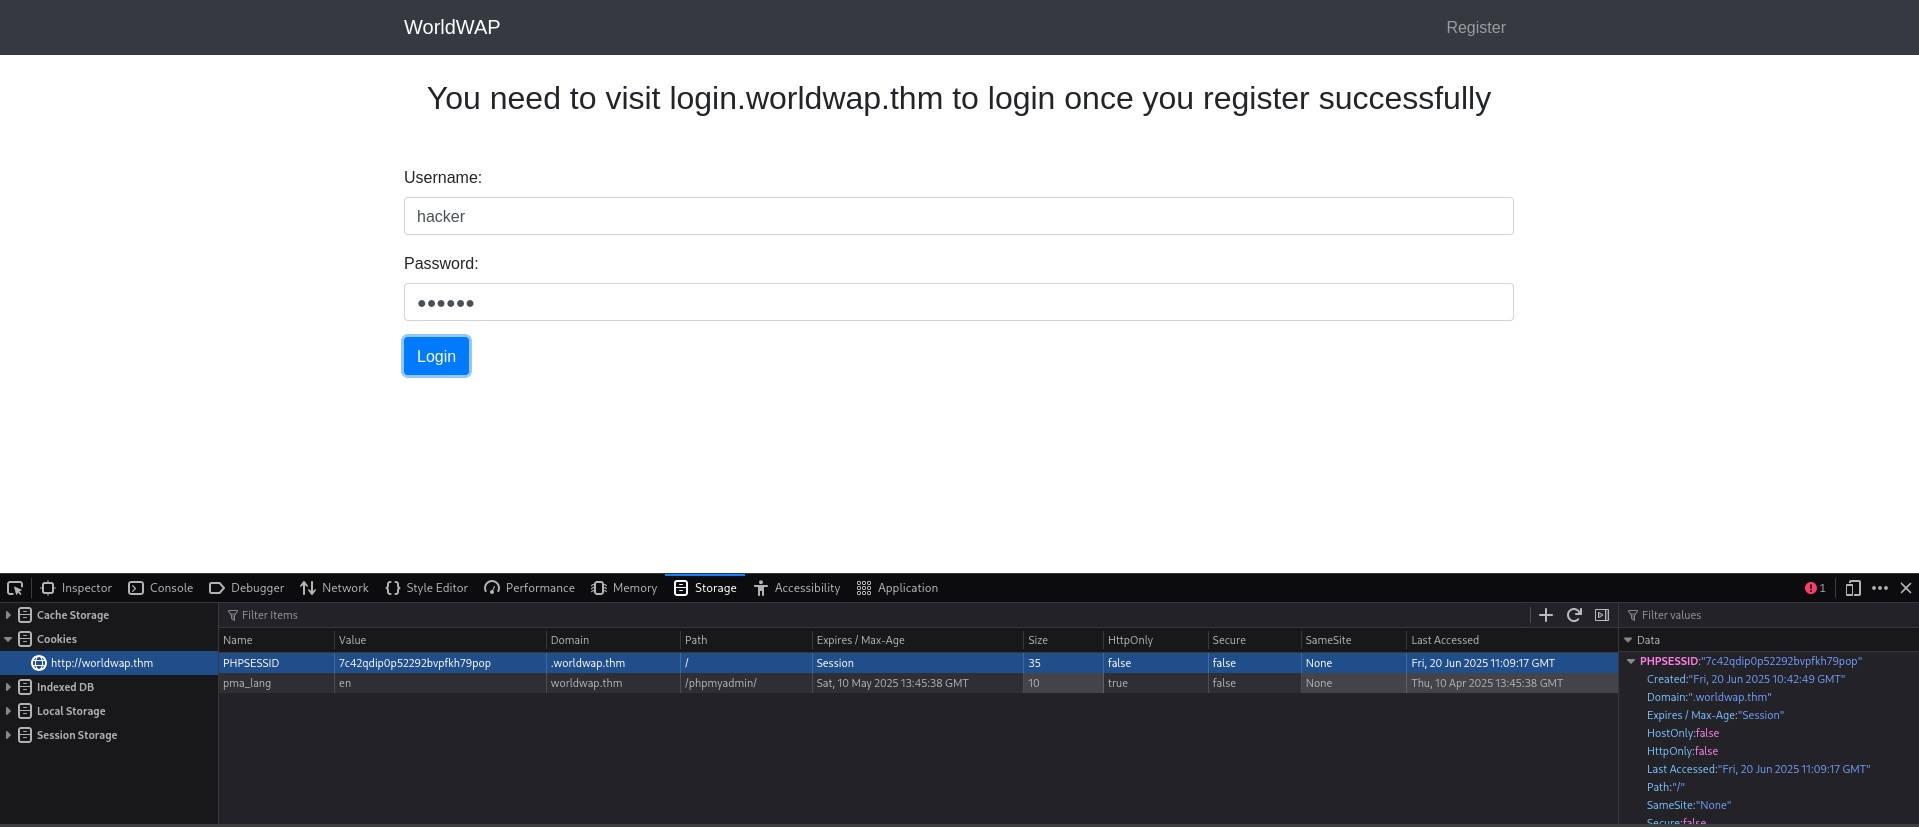 WorldWAP Register
You need to visit login.worldwap.thm to login once you register successfully
Username:
hacker
Password:
●●●●●●
Login
Inspector Console Debugger Network Style Editor Performance Memory Storage Accessibility Application 1
Cache Storage
Cookies
http://worldwap.thm
Indexed DB
Local Storage
Session Storage
Filter Items
Name Value Domain Path Expires / Max-Age Size HttpOnly Secure SameSite Last Accessed
PHPSESSID 7c42qdip0p52292bvpfkh79pop .worldwap.thm / Session 35 false false None Fri, 20 Jun 2025 11:09:17 GMT
pma_lang en worldwap.thm /phpmyadmin/ Sat, 10 May 2025 13:45:38 GMT 10 true false None Thu, 10 Apr 2025 13:45:38 GMT
Filter values
Data
PHPSESSID:"7c42qdip0p52292bvpfkh79pop"
Created:"Fri, 20 Jun 2025 10:42:49 GMT"
Domain:".worldwap.thm"
Expires / Max-Age:"Session"
HostOnly:false
HttpOnly:false
Last Accessed:"Fri, 20 Jun 2025 11:09:17 GMT"
Path:"/"
SameSite:"None"
Secure:false